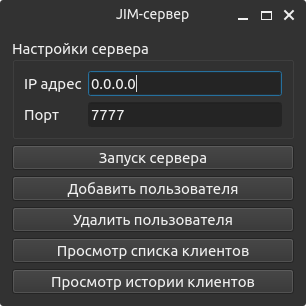 JIM-сервер
Настройки сервера
IP адрес 0.0.0.0
Порт 7777
Запуск сервера
Добавить пользователя
Удалить пользователя
Просмотр списка клиентов
Просмотр истории клиентов